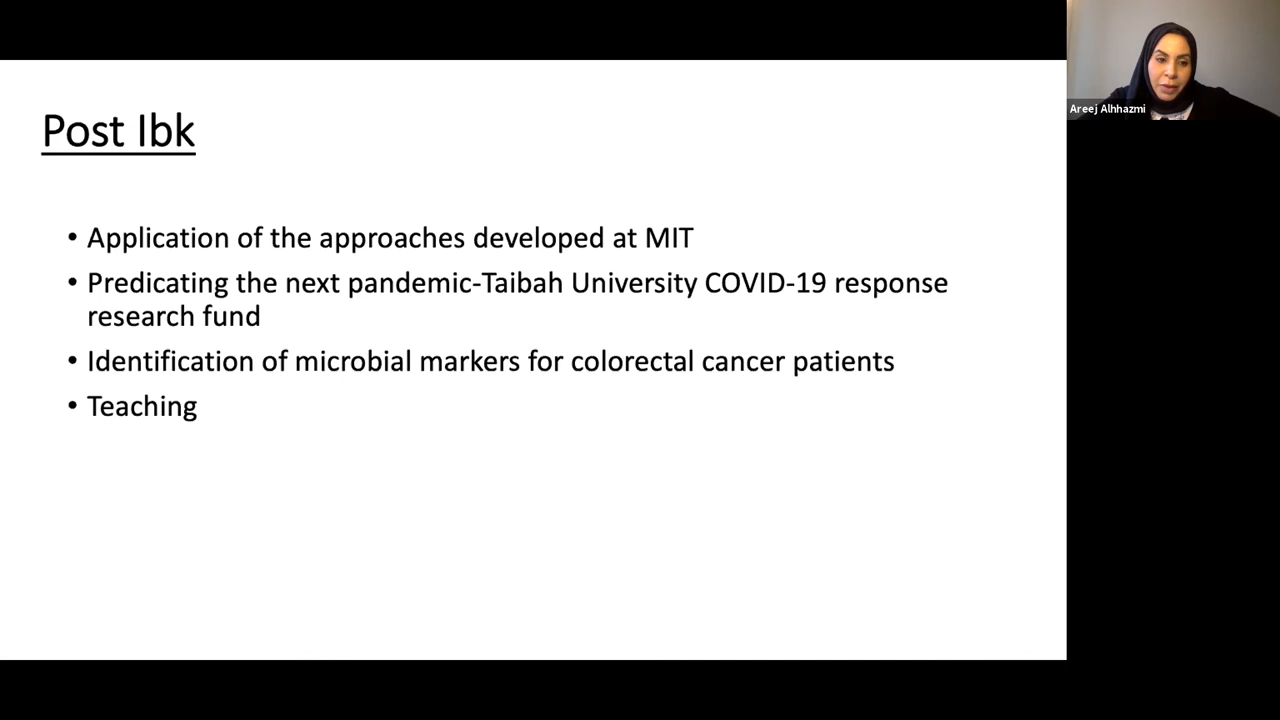 Post Ibk
• Application of the approaches developed at MIT
• Predicating the next pandemic-Taibah University COVID-19 response
research fund
• Identification of microbial markers for colorectal cancer patients
• Teaching
Areej Alhhazmi